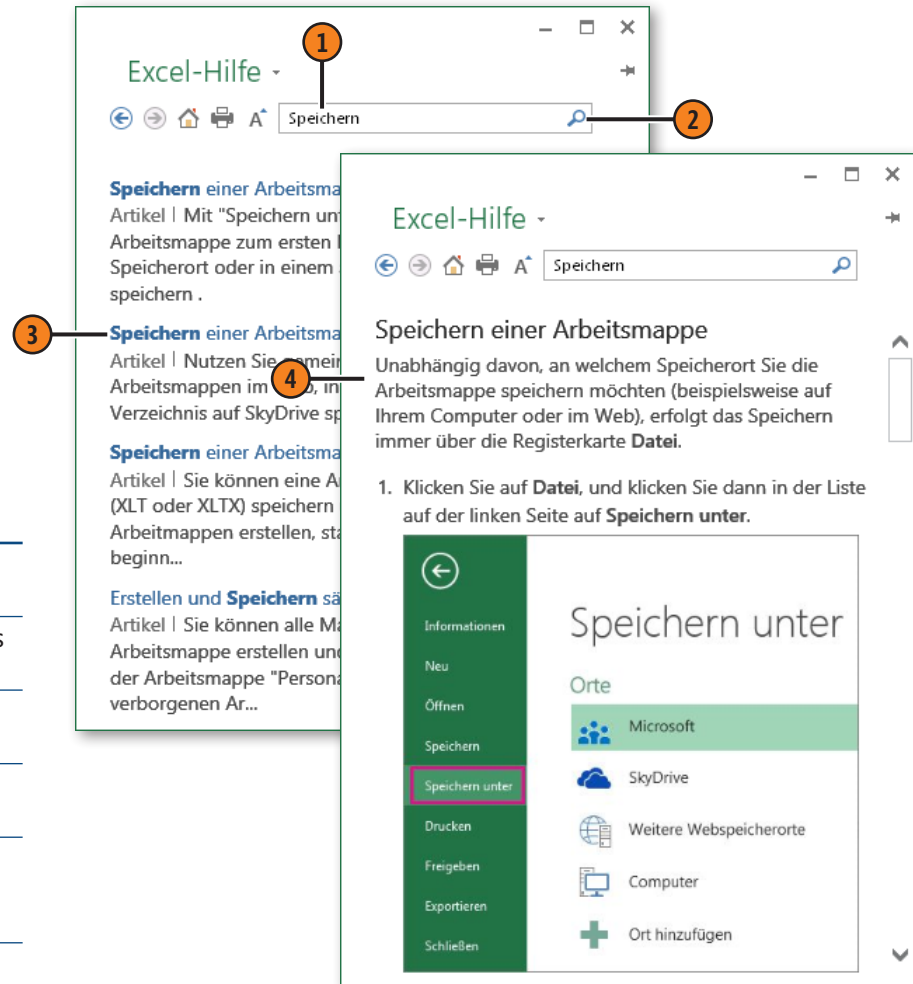 1
Excel-Hilfe
A
Speichern
2
Speichern einer Arbeitsma
Artikel | Mit "Speichern unt
Arbeitsmappe zum ersten
Speicherort oder in einem
speichern .
3
Speichern einer Arbeitsma
Artikel | Nutzen Sie gemein
Arbeitsmappen im
Verzeichnis auf SkyDrive sp
Speichern einer Arbeitsma
Artikel | Sie können eine A
(XLT oder XLTX) speichern
Arbeitmappen erstellen, sta
beginn...
Erstellen und Speichern sä
Artikel | Sie können alle Ma
Arbeitsmappe erstellen und
der Arbeitsmappe "Persona
verborgenen Ar...
s
Excel-Hilfe
A
Speichern
Speichern einer Arbeitsmappe
4
Unabhängig davon, an welchem Speicherort Sie die
Arbeitsmappe speichern möchten (beispielsweise auf
Ihrem Computer oder im Web), erfolgt das Speichern
immer über die Registerkarte Datei.
1. Klicken Sie auf Datei, und klicken Sie dann in der Liste
auf der linken Seite auf Speichern unter.
Informationen
Neu
Öffnen
Speichern
Speichern unter
Drucken
Freigeben
Exportieren
Schließen
Speichern unter
Orte
Microsoft
SkyDrive
Weitere Webspeicherorte
Computer
Ort hinzufügen